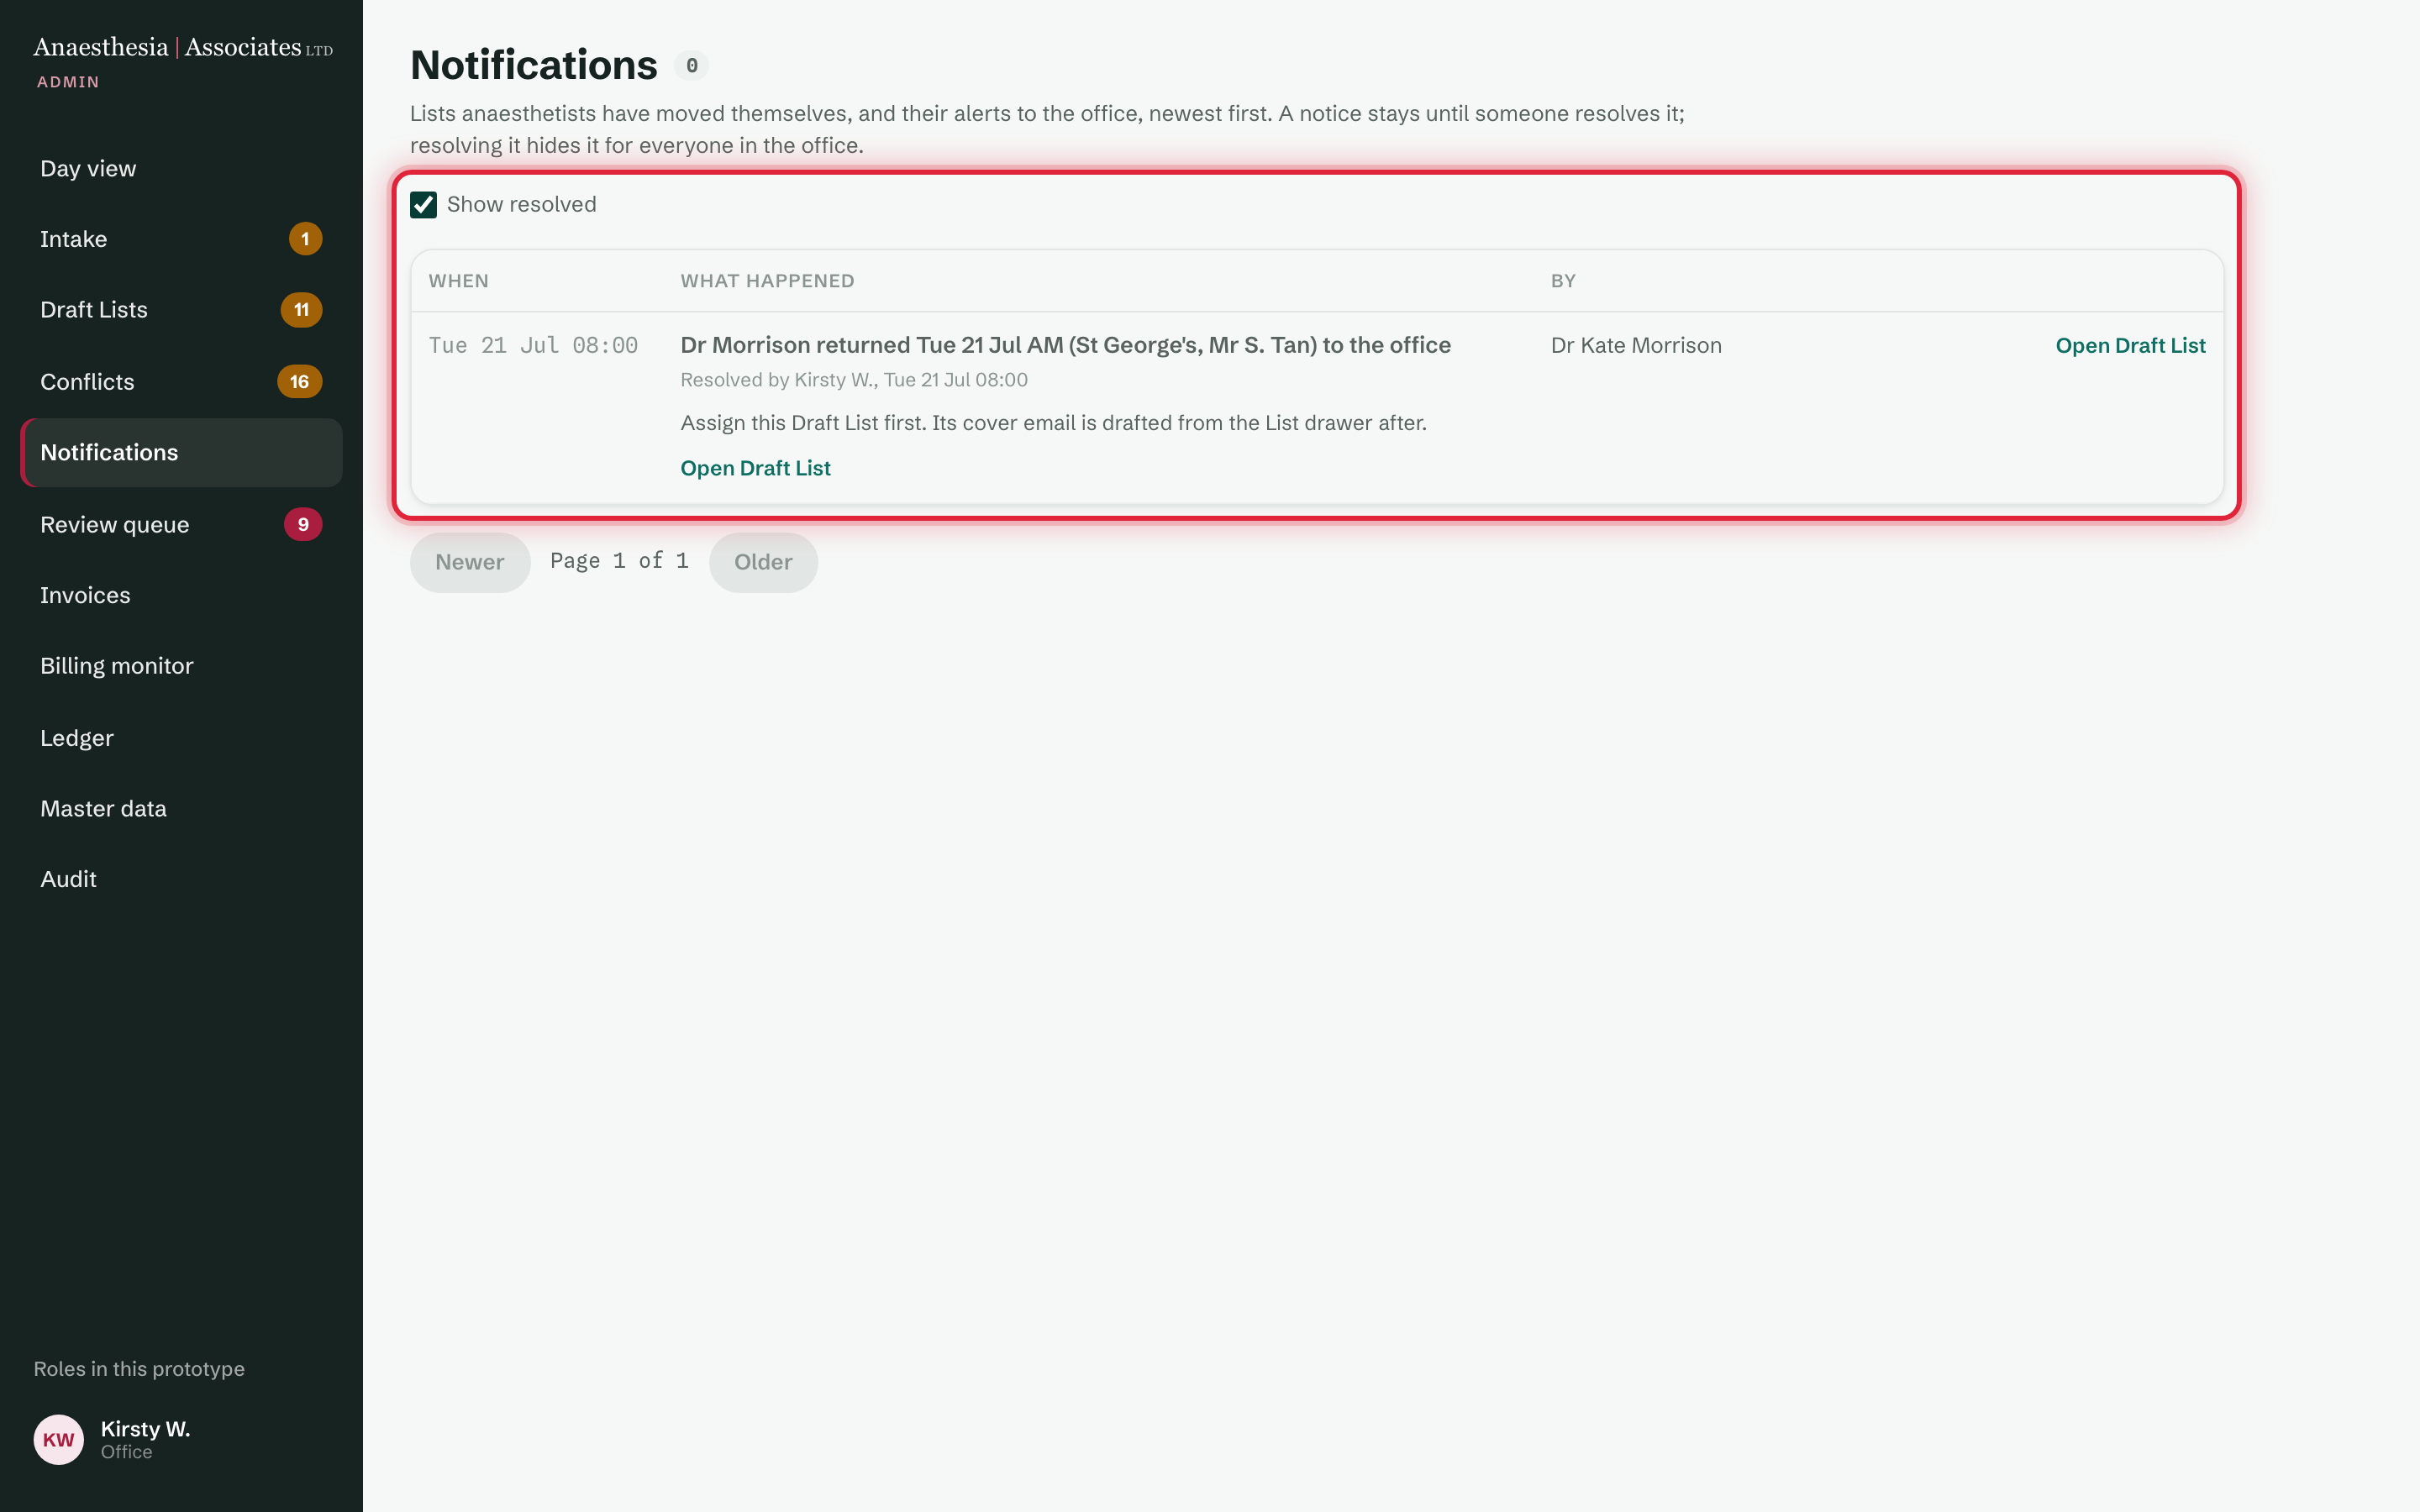 Anaesthesia | Associates LTD
ADMIN
Day view
Intake 1
Draft Lists 11
Conflicts 16
Notifications
Review queue 9
Invoices
Billing monitor
Ledger
Master data
Audit
Roles in this prototype
KW
Kirsty W.
Office
Notifications 0
Lists anaesthetists have moved themselves, and their alerts to the office, newest first. A notice stays until someone resolves it;
resolving it hides it for everyone in the office.
Show resolved
WHEN WHAT HAPPENED BY
Tue 21 Jul 08:00 Dr Morrison returned Tue 21 Jul AM (St George's, Mr S. Tan) to the office Dr Kate Morrison Open Draft List
Resolved by Kirsty W., Tue 21 Jul 08:00
Assign this Draft List first. Its cover email is drafted from the List drawer after.
Open Draft List
Newer Page 1 of 1 Older